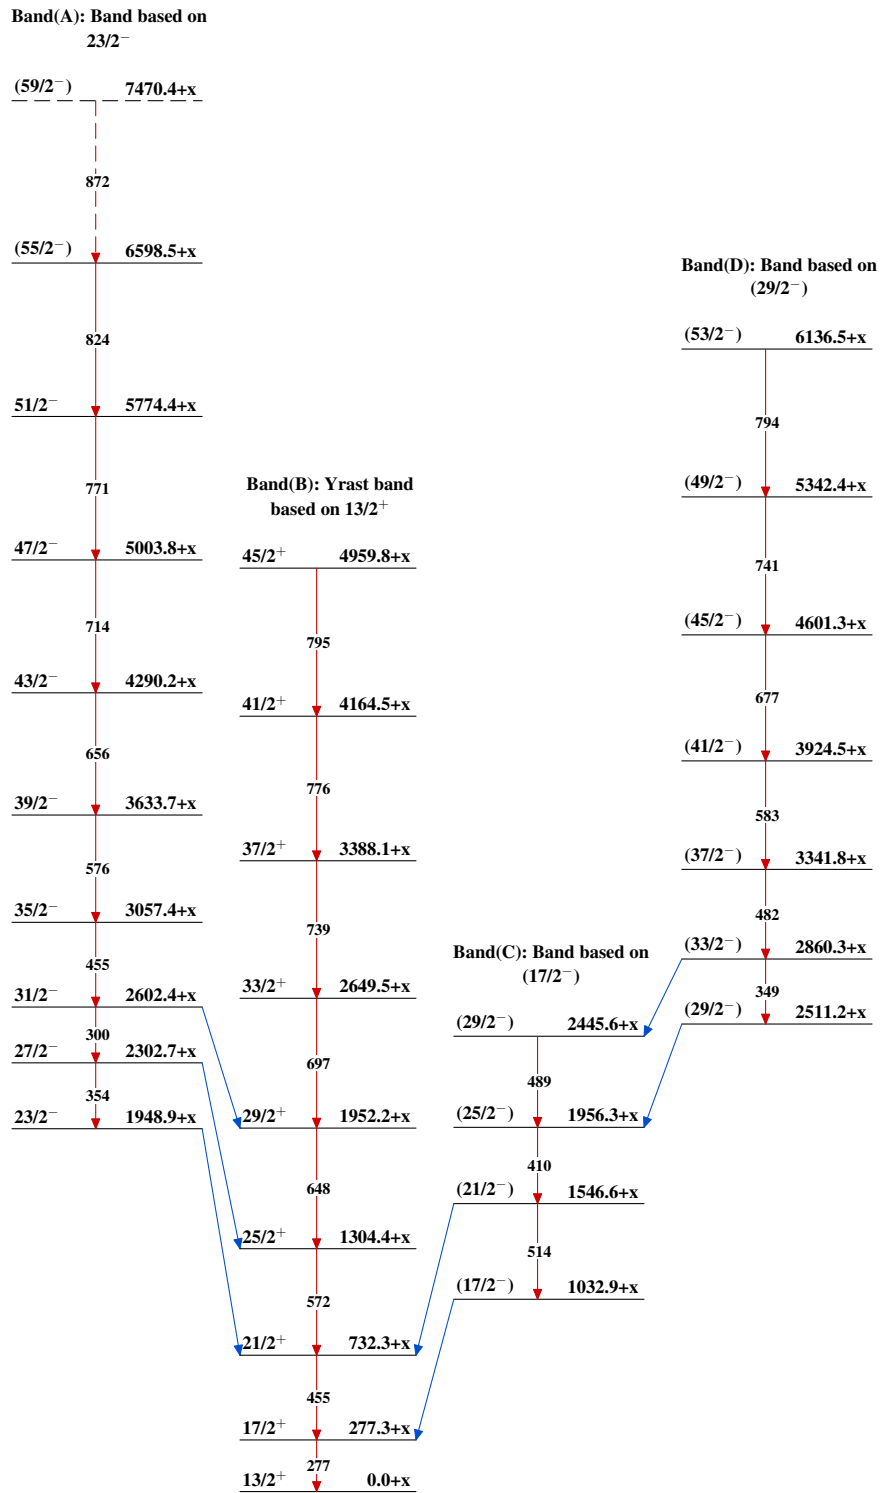 Band(A): Band based on
23/2⁻
(59/2⁻) 7470.4+x
872
(55/2⁻) 6598.5+x
824
51/2⁻ 5774.4+x
771
47/2⁻ 5003.8+x
714
43/2⁻ 4290.2+x
656
39/2⁻ 3633.7+x
576
35/2⁻ 3057.4+x
455
31/2⁻ 2602.4+x
300
27/2⁻ 2302.7+x
354
23/2⁻ 1948.9+x
Band(B): Yrast band
based on 13/2⁺
45/2⁺ 4959.8+x
795
41/2⁺ 4164.5+x
776
37/2⁺ 3388.1+x
739
33/2⁺ 2649.5+x
697
29/2⁺ 1952.2+x
648
25/2⁺ 1304.4+x
572
21/2⁺ 732.3+x
455
17/2⁺ 277.3+x
277
13/2⁺ 0.0+x
Band(C): Band based on
(17/2⁻)
(29/2⁻) 2445.6+x
489
(25/2⁻) 1956.3+x
410
(21/2⁻) 1546.6+x
514
(17/2⁻) 1032.9+x
Band(D): Band based on
(29/2⁻)
(53/2⁻) 6136.5+x
794
(49/2⁻) 5342.4+x
741
(45/2⁻) 4601.3+x
677
(41/2⁻) 3924.5+x
583
(37/2⁻) 3341.8+x
482
(33/2⁻) 2860.3+x
349
(29/2⁻) 2511.2+x